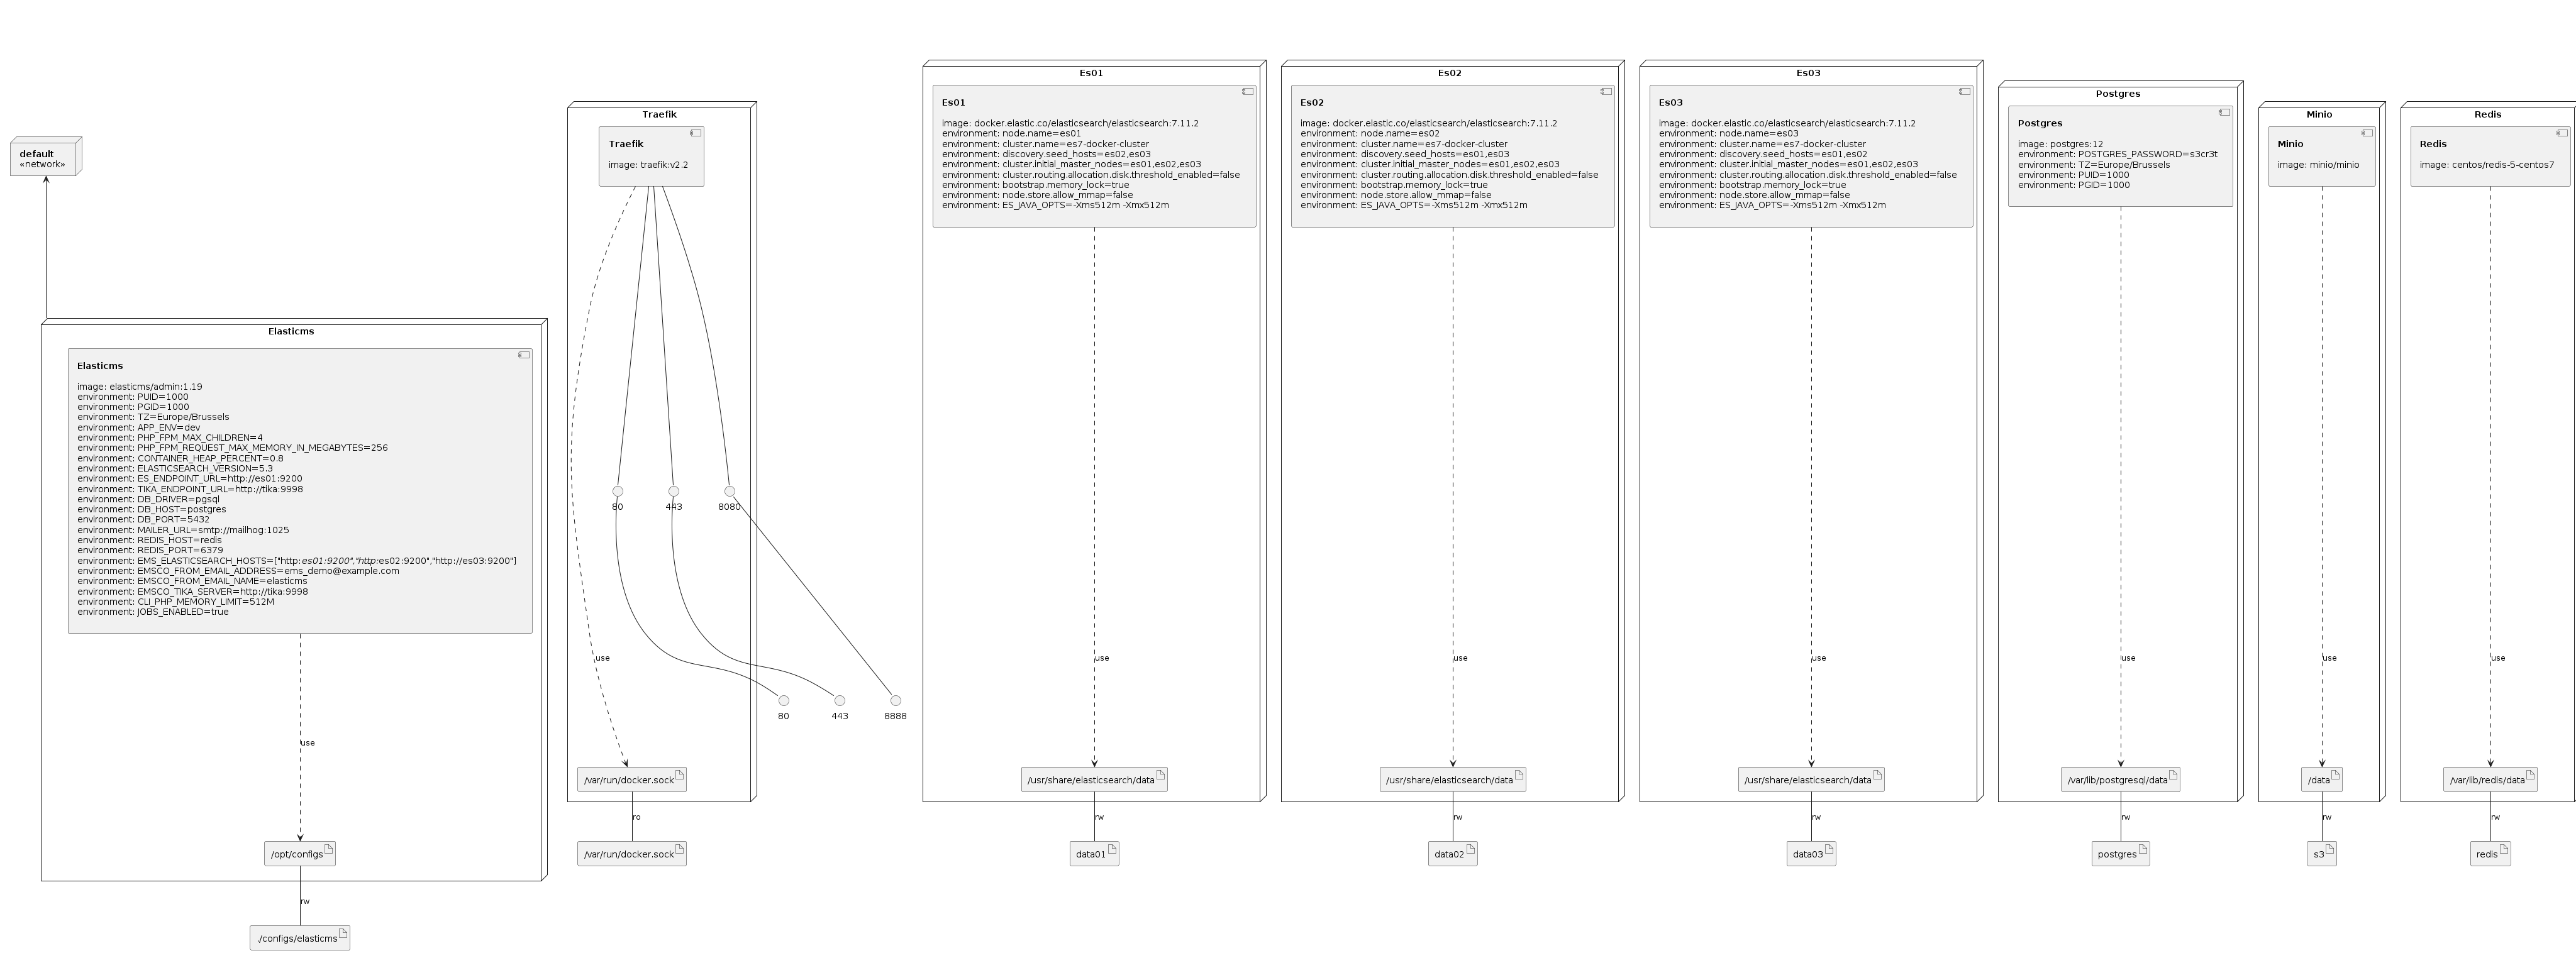 default
«network»
Elasticms
Elasticms
image: elasticms/admin:1.19
environment: PUID=1000
environment: PGID=1000
environment: TZ=Europe/Brussels
environment: APP_ENV=dev
environment: PHP_FPM_MAX_CHILDREN=4
environment: PHP_FPM_REQUEST_MAX_MEMORY_IN_MEGABYTES=256
environment: CONTAINER_HEAP_PERCENT=0.8
environment: ELASTICSEARCH_VERSION=5.3
environment: ES_ENDPOINT_URL=http://es01:9200
environment: TIKA_ENDPOINT_URL=http://tika:9998
environment: DB_DRIVER=pgsql
environment: DB_HOST=postgres
environment: DB_PORT=5432
environment: MAILER_URL=smtp://mailhog:1025
environment: REDIS_HOST=redis
environment: REDIS_PORT=6379
environment: EMS_ELASTICSEARCH_HOSTS=["http:es01:9200","http:es02:9200","http://es03:9200"]
environment: EMSCO_FROM_EMAIL_ADDRESS=ems_demo@example.com
environment: EMSCO_FROM_EMAIL_NAME=elasticms
environment: EMSCO_TIKA_SERVER=http://tika:9998
environment: CLI_PHP_MEMORY_LIMIT=512M
environment: JOBS_ENABLED=true
use
/opt/configs
rw
./configs/elasticms
Traefik
Traefik
image: traefik:v2.2
80
443
8080
use
80
443
8888
/var/run/docker.sock
ro
/var/run/docker.sock
Es01
Es01
image: docker.elastic.co/elasticsearch/elasticsearch:7.11.2
environment: node.name=es01
environment: cluster.name=es7-docker-cluster
environment: discovery.seed_hosts=es02,es03
environment: cluster.initial_master_nodes=es01,es02,es03
environment: cluster.routing.allocation.disk.threshold_enabled=false
environment: bootstrap.memory_lock=true
environment: node.store.allow_mmap=false
environment: ES_JAVA_OPTS=-Xms512m -Xmx512m
use
/usr/share/elasticsearch/data
rw
data01
Es02
Es02
image: docker.elastic.co/elasticsearch/elasticsearch:7.11.2
environment: node.name=es02
environment: cluster.name=es7-docker-cluster
environment: discovery.seed_hosts=es01,es03
environment: cluster.initial_master_nodes=es01,es02,es03
environment: cluster.routing.allocation.disk.threshold_enabled=false
environment: bootstrap.memory_lock=true
environment: node.store.allow_mmap=false
environment: ES_JAVA_OPTS=-Xms512m -Xmx512m
use
/usr/share/elasticsearch/data
rw
data02
Es03
Es03
image: docker.elastic.co/elasticsearch/elasticsearch:7.11.2
environment: node.name=es03
environment: cluster.name=es7-docker-cluster
environment: discovery.seed_hosts=es01,es02
environment: cluster.initial_master_nodes=es01,es02,es03
environment: cluster.routing.allocation.disk.threshold_enabled=false
environment: bootstrap.memory_lock=true
environment: node.store.allow_mmap=false
environment: ES_JAVA_OPTS=-Xms512m -Xmx512m
use
/usr/share/elasticsearch/data
rw
data03
Postgres
Postgres
image: postgres:12
environment: POSTGRES_PASSWORD=s3cr3t
environment: TZ=Europe/Brussels
environment: PUID=1000
environment: PGID=1000
use
/var/lib/postgresql/data
rw
postgres
Minio
Minio
image: minio/minio
use
/data
rw
s3
Redis
Redis
image: centos/redis-5-centos7
use
/var/lib/redis/data
rw
redis